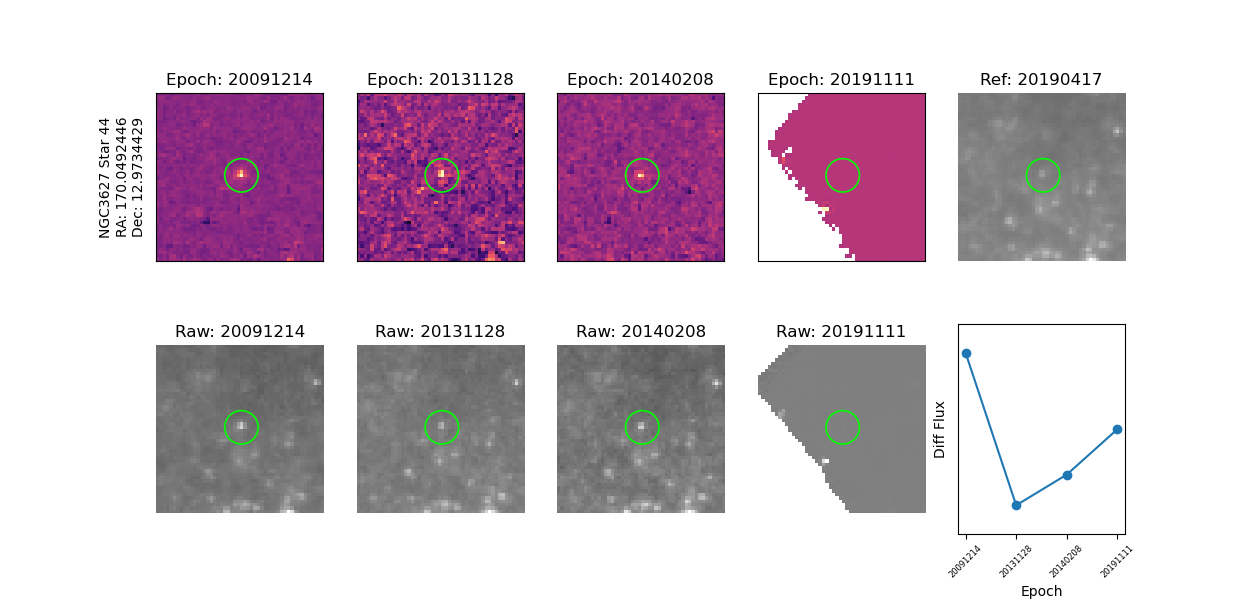 NGC3627 Star 44
RA: 170.0492446
Dec: 12.9734429
Epoch: 20091214
Epoch: 20131128
Epoch: 20140208
Epoch: 20191111
Ref: 20190417
Raw: 20091214
Raw: 20131128
Raw: 20140208
Raw: 20191111
Diff Flux
20091214
20131128
20140208
20191111
Epoch